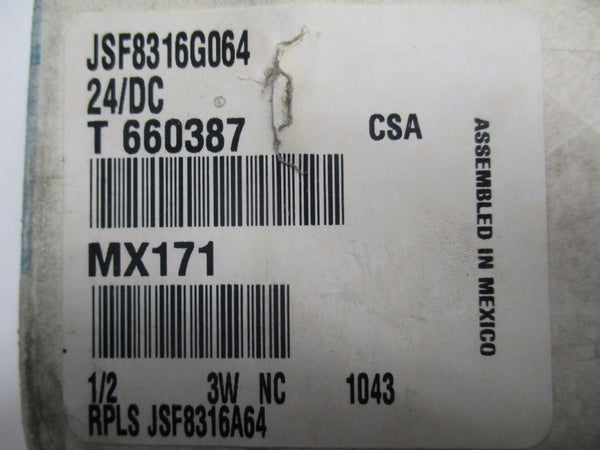 JSF8316G064
24/DC
T 660387 CSA
MX171
1/2 3W NC 1043
RPLS JSF8316A64
ASSEMBLED IN MEXICO